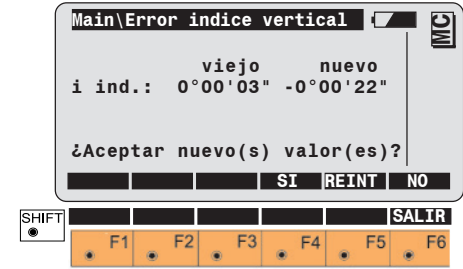 Main\Error indice vertical
MC
viejo nuevo
i ind.: 0°00'03" -0°00'22"
¿Aceptar nuevo(s) valor(es)?
SI REINT NO
SHIFT SALIR
F1 F2 F3 F4 F5 F6